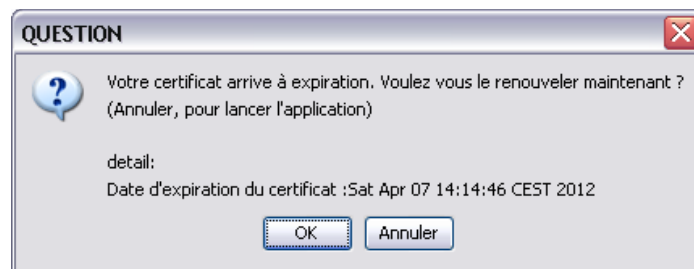 QUESTION
Votre certificat arrive à expiration. Voulez vous le renouveler maintenant ?
(Annuler, pour lancer l'application)
detail:
Date d'expiration du certificat :Sat Apr 07 14:14:46 CEST 2012
OK Annuler